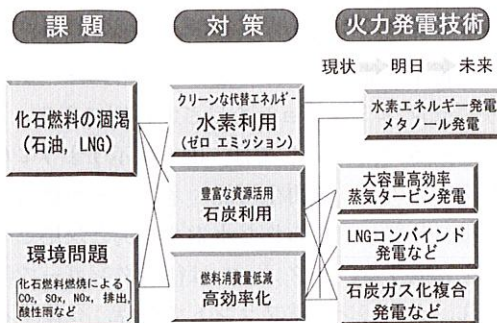 課題
対策
火力発電技術
現状 明日 未来
化石燃料の涸渇
(石油, LNG)
環境問題
化石燃料燃焼による
CO₂, SOx, NOx, 排出,
酸性雨など
クリーンな代替エネルギー
水素利用
(ゼロ エミッション)
豊富な資源活用
石炭利用
燃料消費量低減
高効率化
水素エネルギー発電
メタノール発電
大容量高効率
蒸気タービン発電
LNGコンバインド
発電など
石炭ガス化複合
発電など